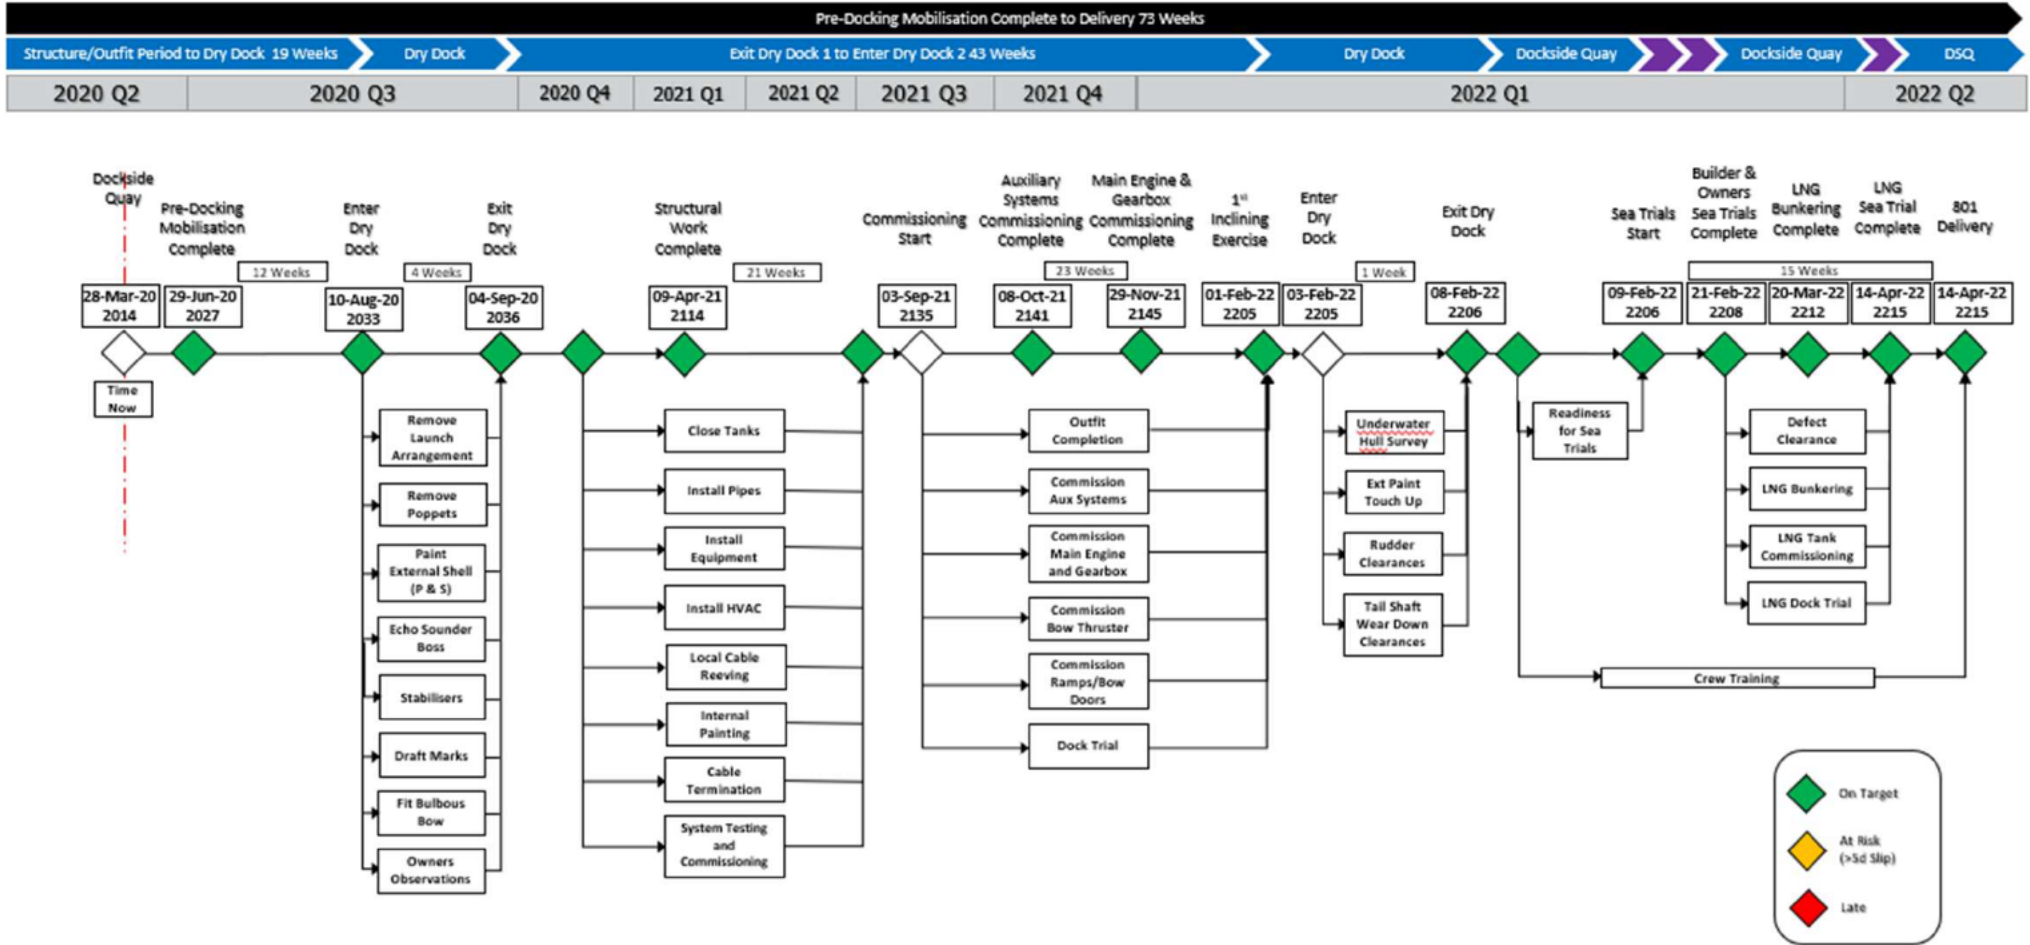 Pre-Docking Mobilisation Complete to Delivery 73 Weeks
Structure/Outfit Period to Dry Dock 19 Weeks
Dry Dock
Exit Dry Dock 1 to Enter Dry Dock 2 43 Weeks
Dry Dock
Dockside Quay
Dockside Quay
DSQ
2020 Q2
2020 Q3
2020 Q4
2021 Q1
2021 Q2
2021 Q3
2021 Q4
2022 Q1
2022 Q2
Dockside
Quay
Pre-Docking
Mobilisation
Complete
Enter
Dry
Dock
Exit
Dry
Dock
Structural
Work
Complete
Commissioning
Start
Auxiliary
Systems
Commissioning
Complete
Main Engine &
Gearbox
Commissioning
Complete
1st
Inclining
Exercise
Enter
Dry
Dock
Exit Dry
Dock
Sea Trials
Start
Builder &
Owners
Sea Trials
Complete
LNG
Bunkering
Complete
LNG
Sea Trial
Complete
801
Delivery
12 Weeks
4 Weeks
21 Weeks
23 Weeks
1 Week
15 Weeks
28-Mar-20
2014
29-Jun-20
2027
10-Aug-20
2033
04-Sep-20
2036
09-Apr-21
2114
03-Sep-21
2135
08-Oct-21
2141
29-Nov-21
2145
01-Feb-22
2205
03-Feb-22
2205
08-Feb-22
2206
09-Feb-22
2206
21-Feb-22
2208
20-Mar-22
2212
14-Apr-22
2215
14-Apr-22
2215
Time
Now
Remove
Launch
Arrangement
Remove
Poppets
Paint
External Shell
(P & S)
Echo Sounder
Boss
Stabilisers
Draft Marks
Fit Bulbous
Bow
Owners
Observations
Close Tanks
Install Pipes
Install
Equipment
Install HVAC
Local Cable
Reeving
Internal
Painting
Cable
Termination
System Testing
and
Commissioning
Outfit
Completion
Commission
Aux Systems
Commission
Main Engine
and Gearbox
Commission
Bow Thruster
Commission
Ramps/Bow
Doors
Dock Trial
Underwater
Hull Survey
Ext Paint
Touch Up
Rudder
Clearances
Tail Shaft
Wear Down
Clearances
Readiness
for Sea
Trials
Defect
Clearance
LNG Bunkering
LNG Tank
Commissioning
LNG Dock Trial
Crew Training
On Target
At Risk
(>5d Slip)
Late